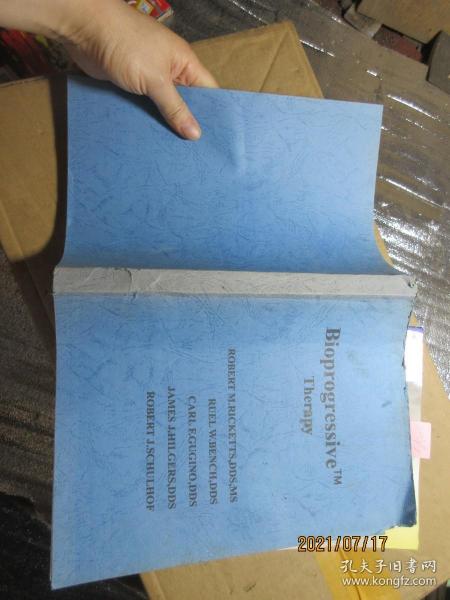 Bioprogressive™
Therapy
ROBERT M.RICKETTS,DDS,MS
RUEL W.BENCH,DDS
CARL F.GUGINO,DDS
JAMES J.HILGERS,DDS
ROBERT J.SCHULHOF
2021/07/17
孔夫子旧书网
www.kongfz.com